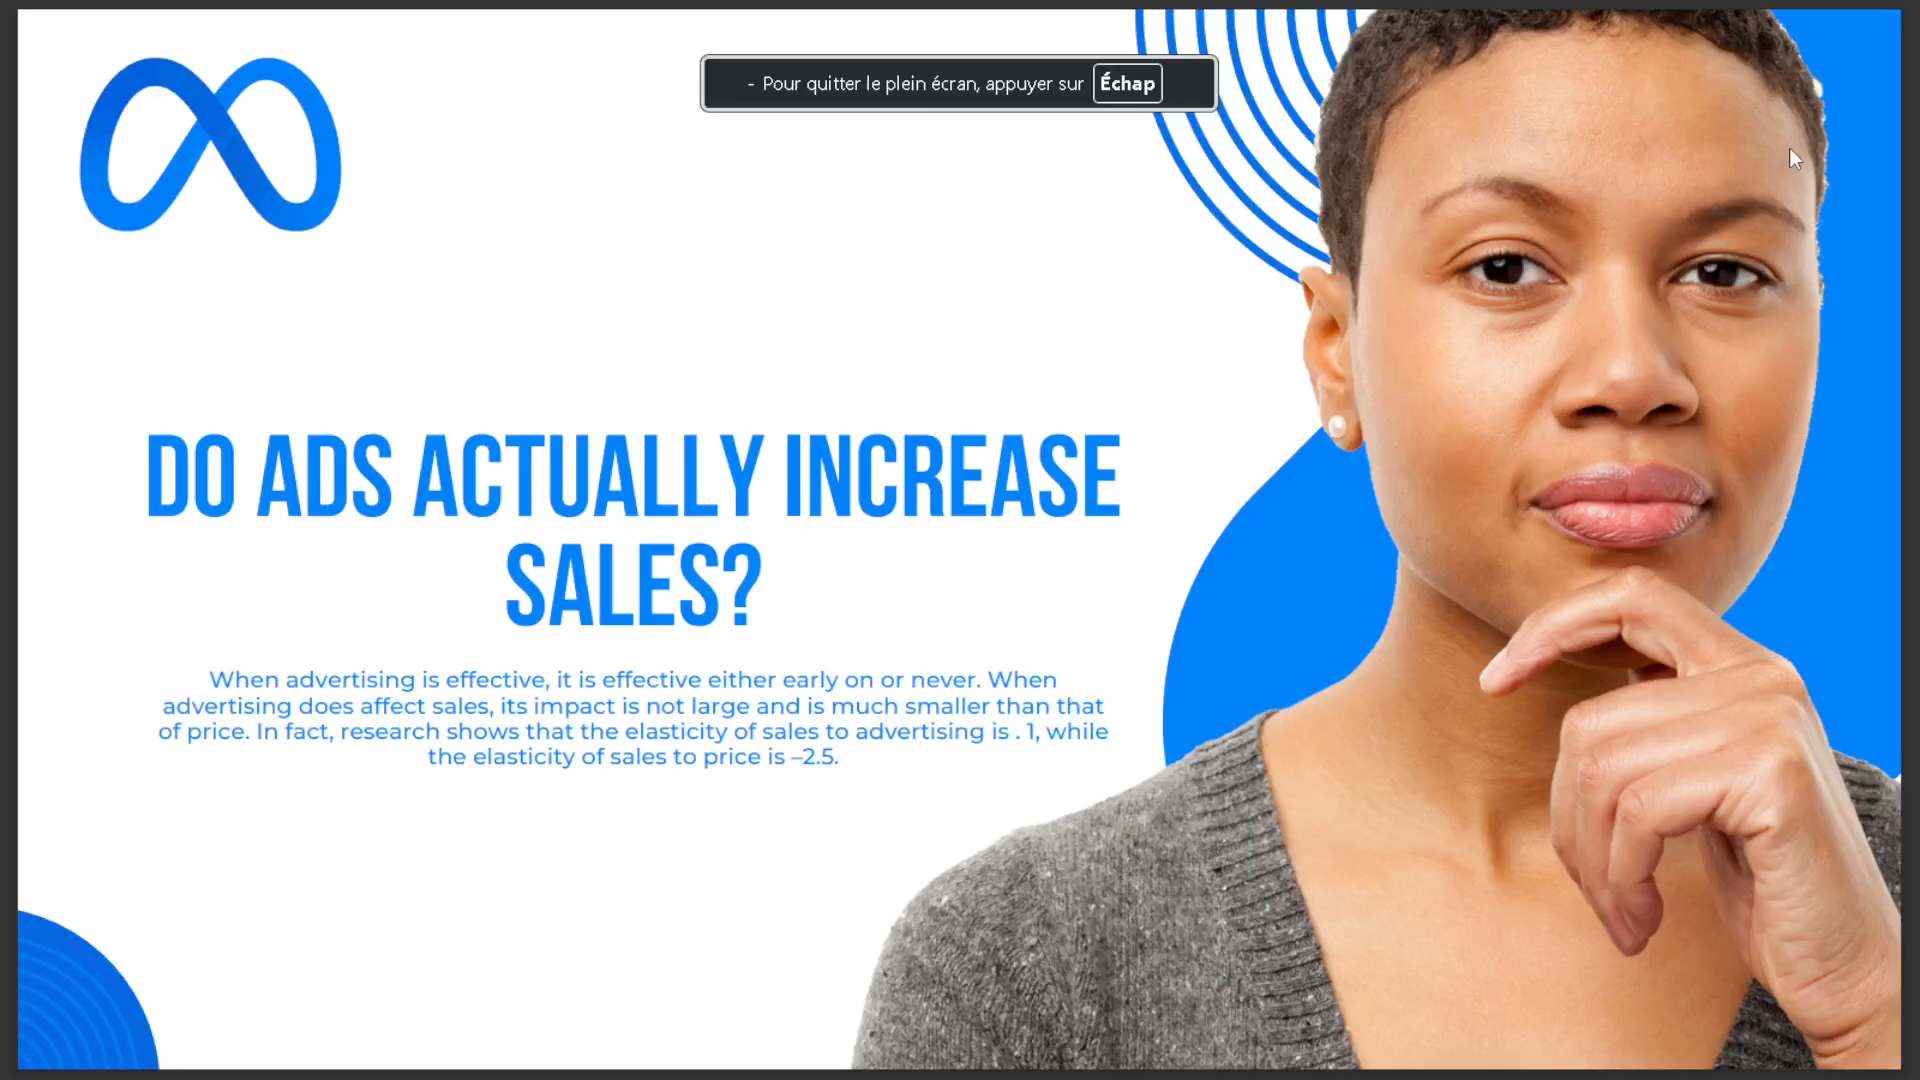 - Pour quitter le plein écran, appuyer sur Échap
DO ADS ACTUALLY INCREASE
SALES?
When advertising is effective, it is effective either early on or never. When
advertising does affect sales, its impact is not large and is much smaller than that
of price. In fact, research shows that the elasticity of sales to advertising is . 1, while
the elasticity of sales to price is –2.5.